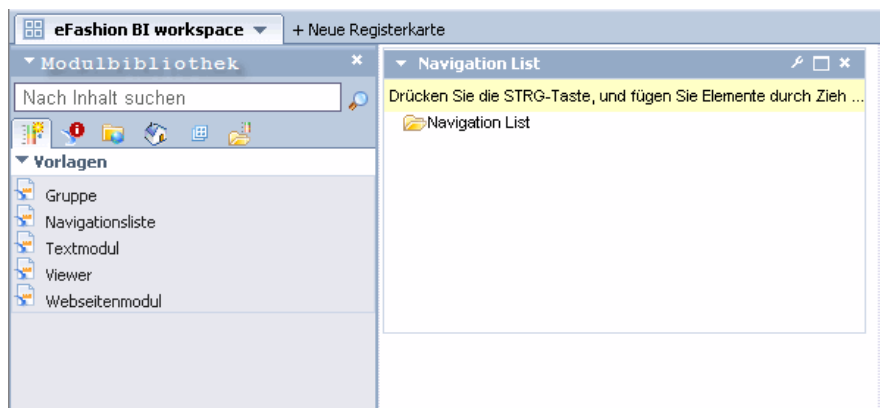 eFashion BI workspace
+ Neue Registerkarte
Modulbibliothek
Nach Inhalt suchen
Vorlagen
Gruppe
Navigationsliste
Textmodul
Viewer
Webseitenmodul
Navigation List
Drücken Sie die STRG-Taste, und fügen Sie Elemente durch Zieh ...
Navigation List